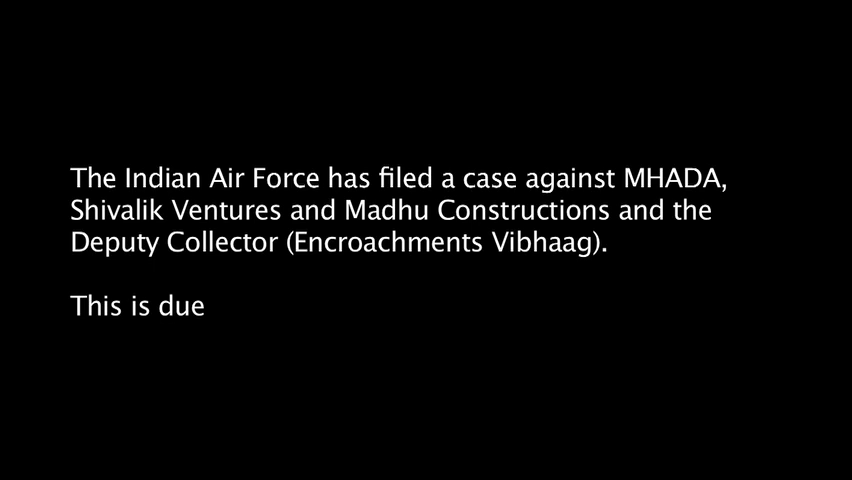 The Indian Air Force has filed a case against MHADA,
Shivalik Ventures and Madhu Constructions and the
Deputy Collector (Encroachments Vibhaag).
This is due